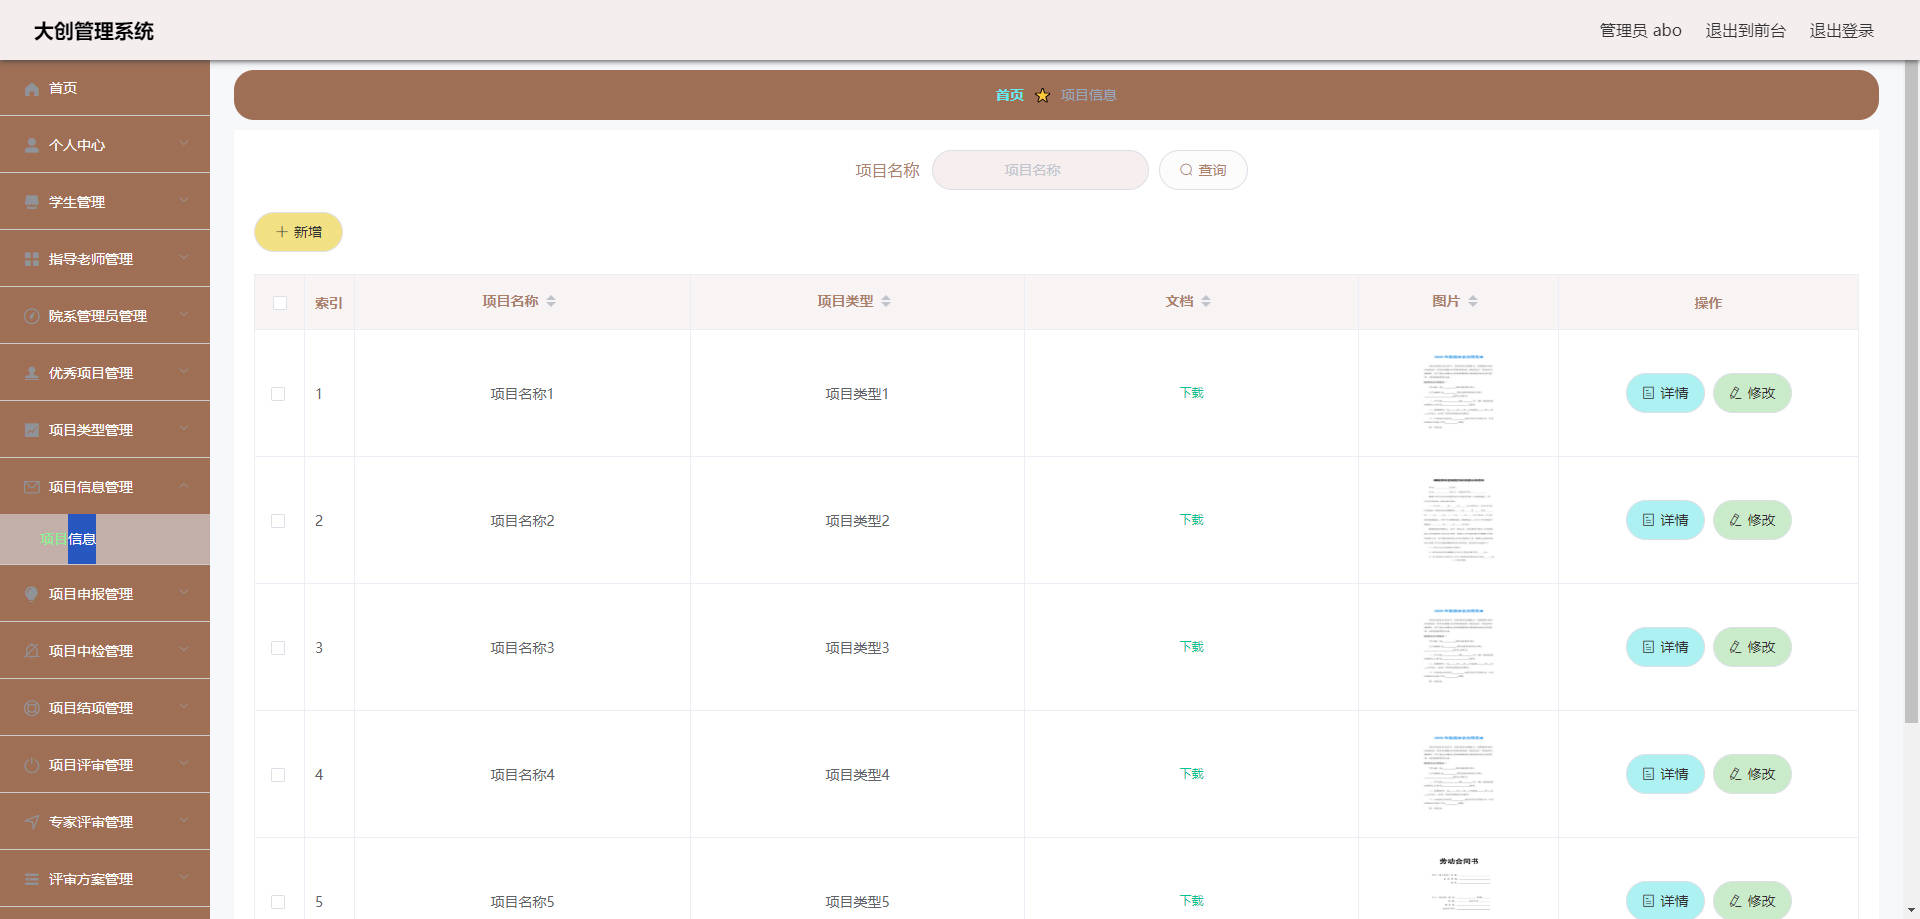 大创管理系统
管理员 abo 退出到前台 退出登录
首页
个人中心
学生管理
指导老师管理
院系管理员管理
优秀项目管理
项目类型管理
项目信息管理
项目信息
项目申报管理
项目中检管理
项目结项管理
项目评审管理
专家评审管理
评审方案管理
首页 项目信息
项目名称 项目名称 查询
新增
索引 项目名称 项目类型 文档 图片 操作
1 项目名称1 项目类型1 下载 详情 修改
2 项目名称2 项目类型2 下载 详情 修改
3 项目名称3 项目类型3 下载 详情 修改
4 项目名称4 项目类型4 下载 详情 修改
劳动合同书
5 项目名称5 项目类型5 下载 详情 修改